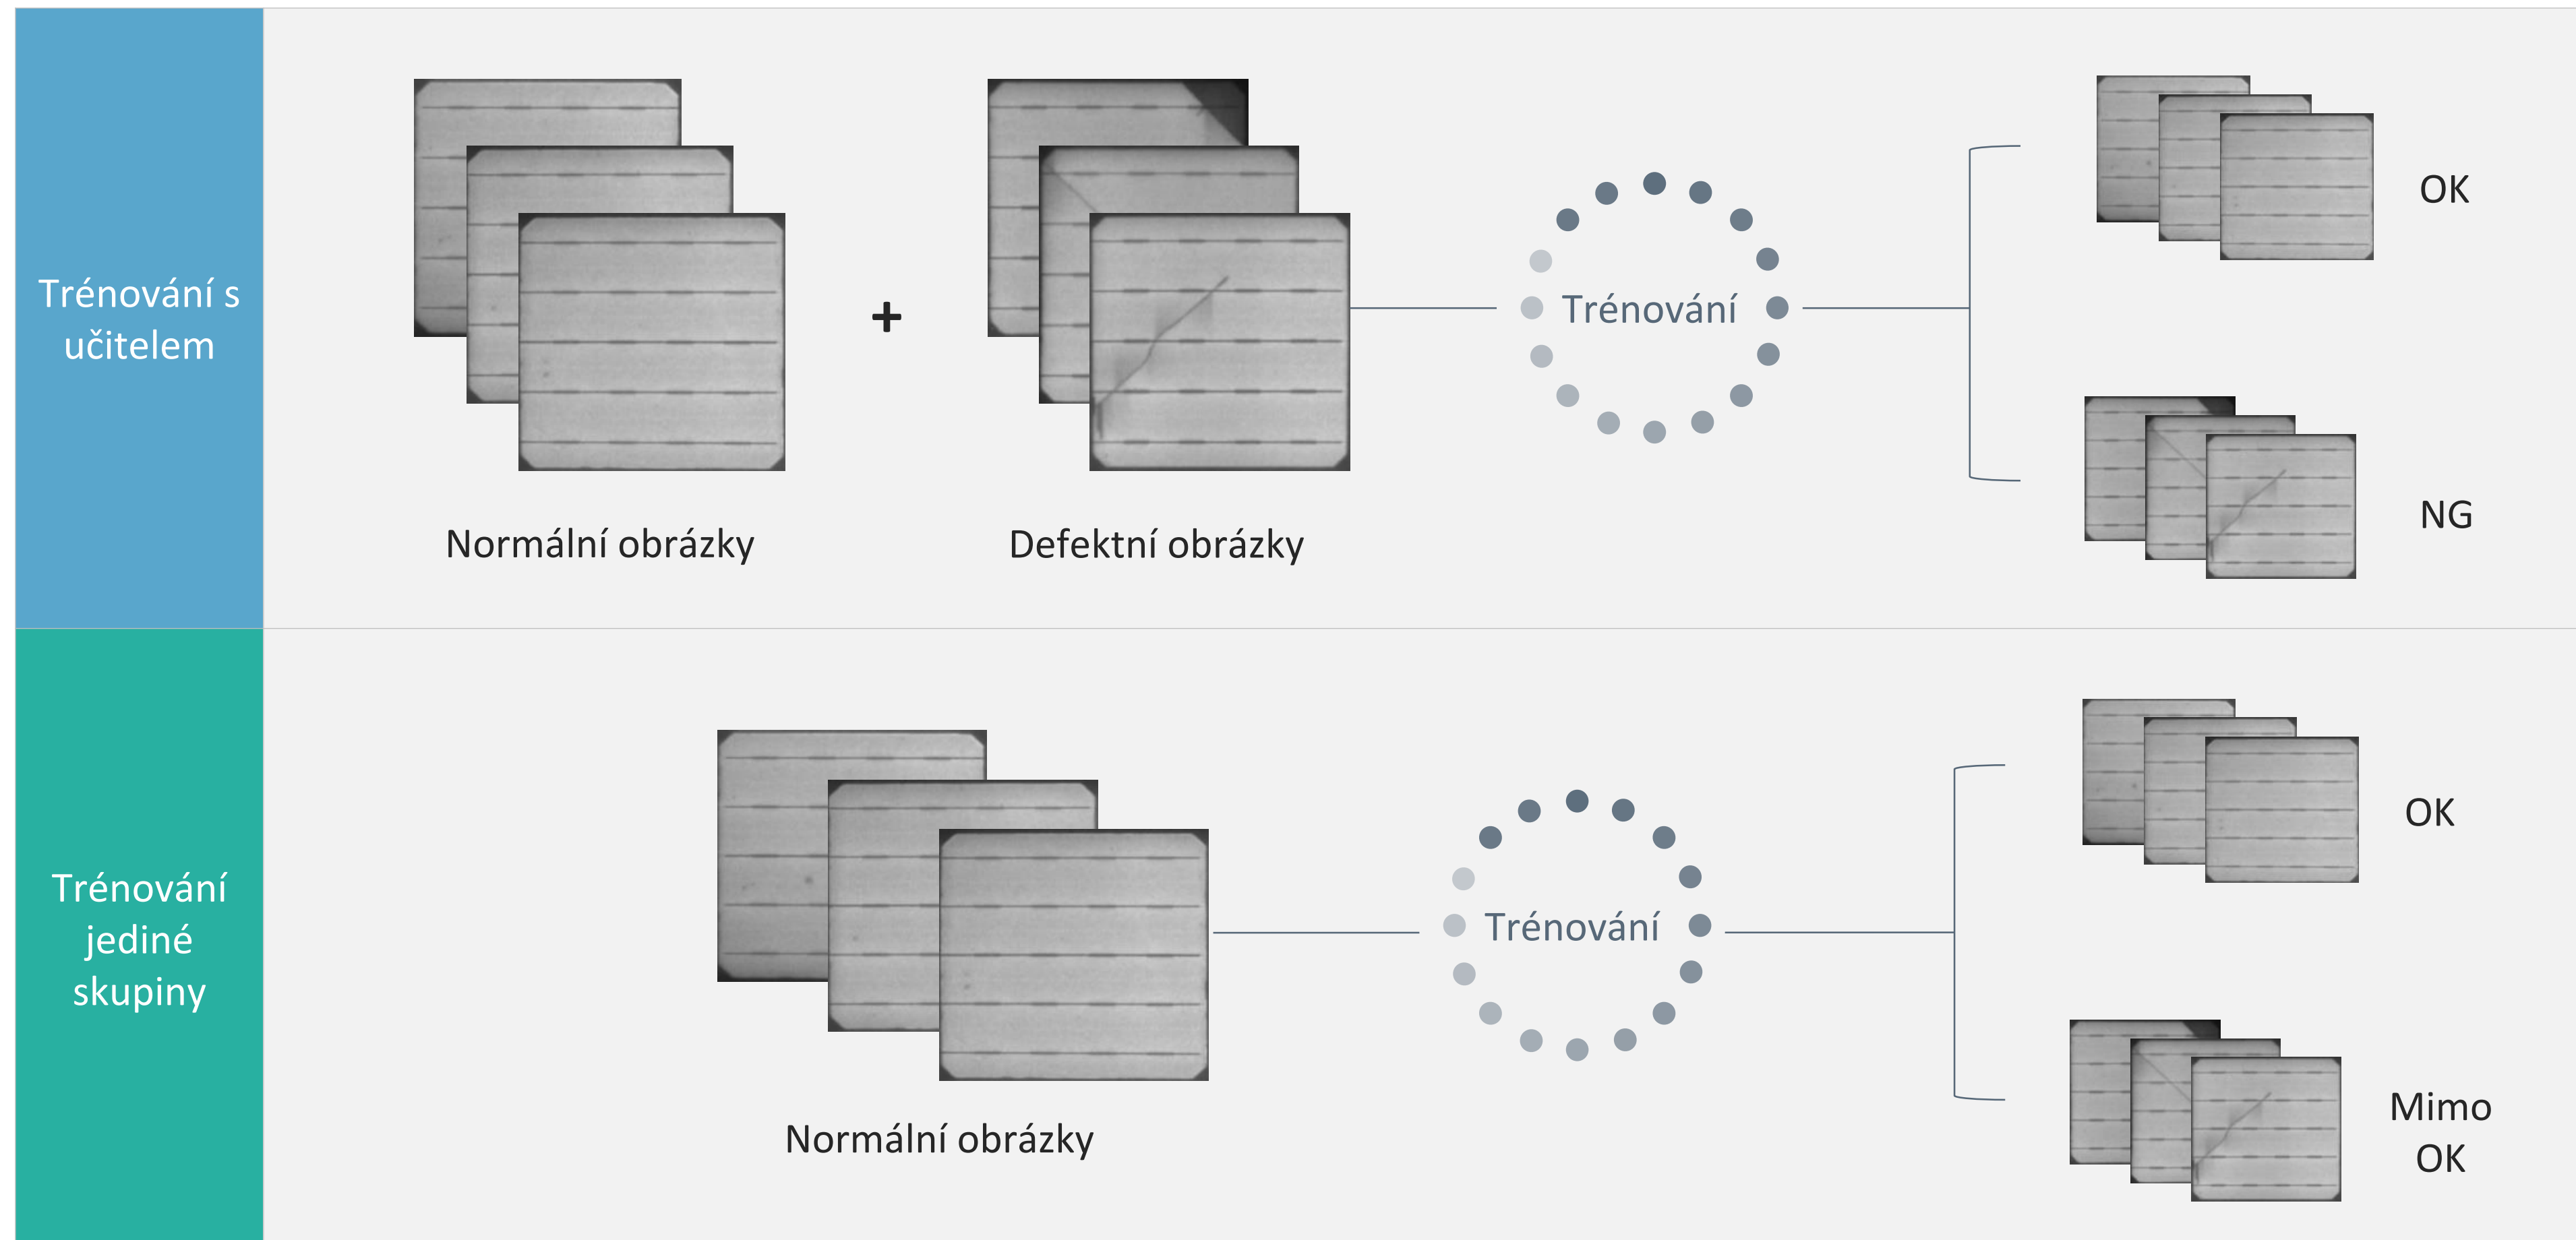 Trénování s
učitelem
Normální obrázky
+
Defektní obrázky
Trénování
OK
NG
Trénování
jediné
skupiny
Normální obrázky
Trénování
OK
Mimo
OK